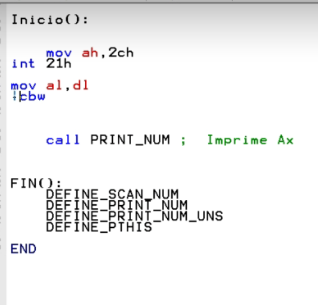 Inicio():
mov ah,2ch
int 21h
mov al,dl
cbw
call PRINT_NUM ; Imprime Ax
FIN():
DEFINE_SCAN_NUM
DEFINE_PRINT_NUM
DEFINE_PRINT_NUM_UNS
DEFINE_PTHIS
END